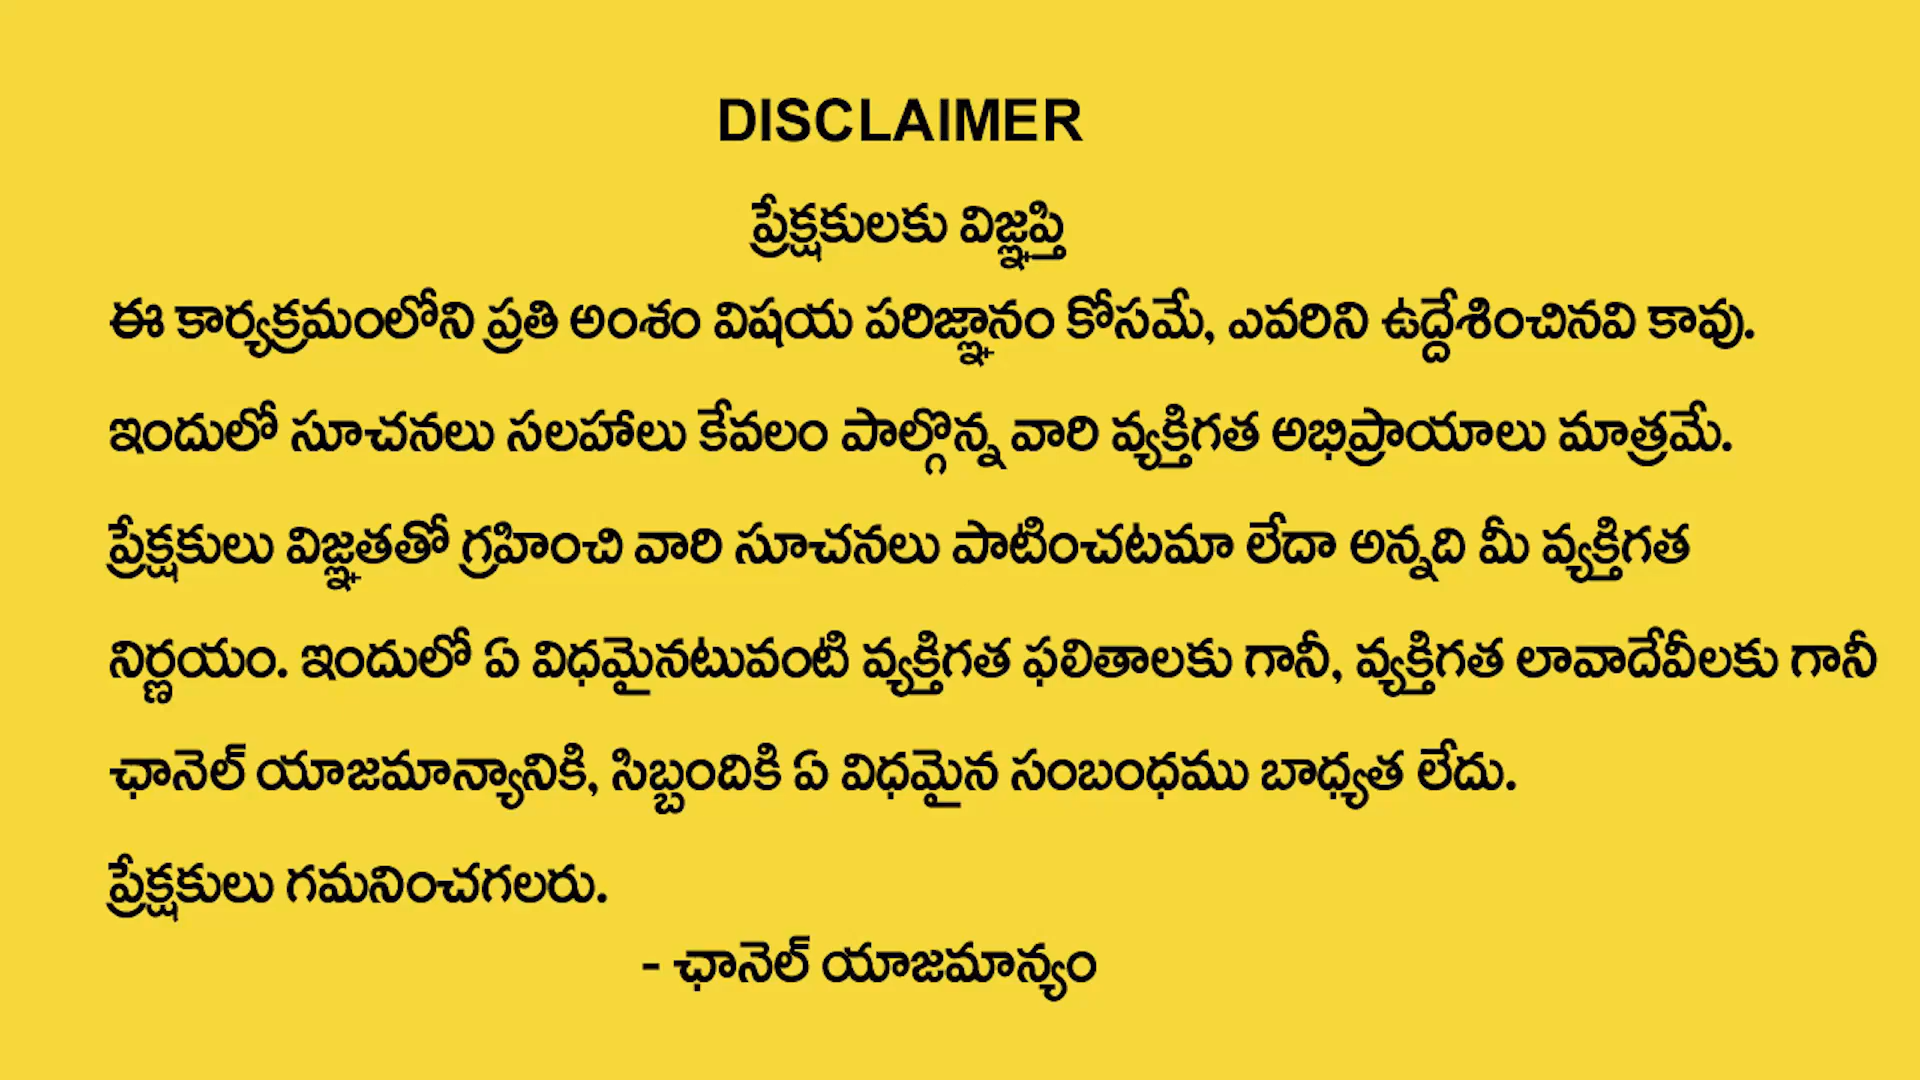 DISCLAIMER
ప్రేక్షకులకు విజ్ఞప్తి
ఈ కార్యక్రమంలోని ప్రతి అంశం విషయ పరిజ్ఞానం కోసమే, ఎవరిని ఉద్దేశించినవి కావు.
ఇందులో సూచనలు సలహాలు కేవలం పాల్గొన్న వారి వ్యక్తిగత అభిప్రాయాలు మాత్రమే.
ప్రేక్షకులు విజ్ఞతతో గ్రహించి వారి సూచనలు పాటించటమా లేదా అన్నది మీ వ్యక్తిగత
నిర్ణయం. ఇందులో ఏ విధమైనటువంటి వ్యక్తిగత ఫలితాలకు గానీ, వ్యక్తిగత లావాదేవీలకు గానీ
ఛానెల్ యాజమాన్యానికి, సిబ్బందికి ఏ విధమైన సంబంధము బాధ్యత లేదు.
ప్రేక్షకులు గమనించగలరు.
- ఛానెల్ యాజమాన్యం